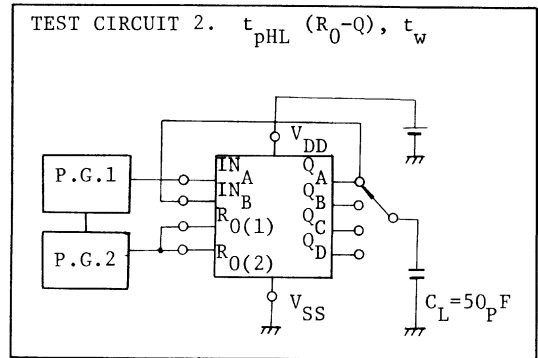 TEST CIRCUIT 2. tpHL (R0-Q), tw
VDD
P.G.1
P.G.2
INA
INB
R0(1)
R0(2)
QA
QB
QC
QD
VSS
CL=50pF